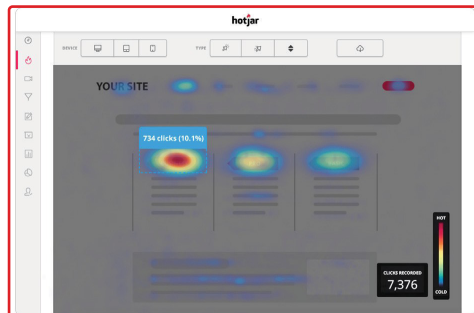 hotjar
DEVICE
TYPE
YOUR SITE
734 clicks (10.1%)
HOT
CLICKS RECORDED
7,376
COLD